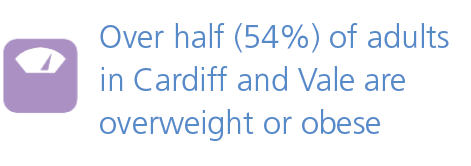 Over half (54%) of adults
in Cardiff and Vale are
overweight or obese